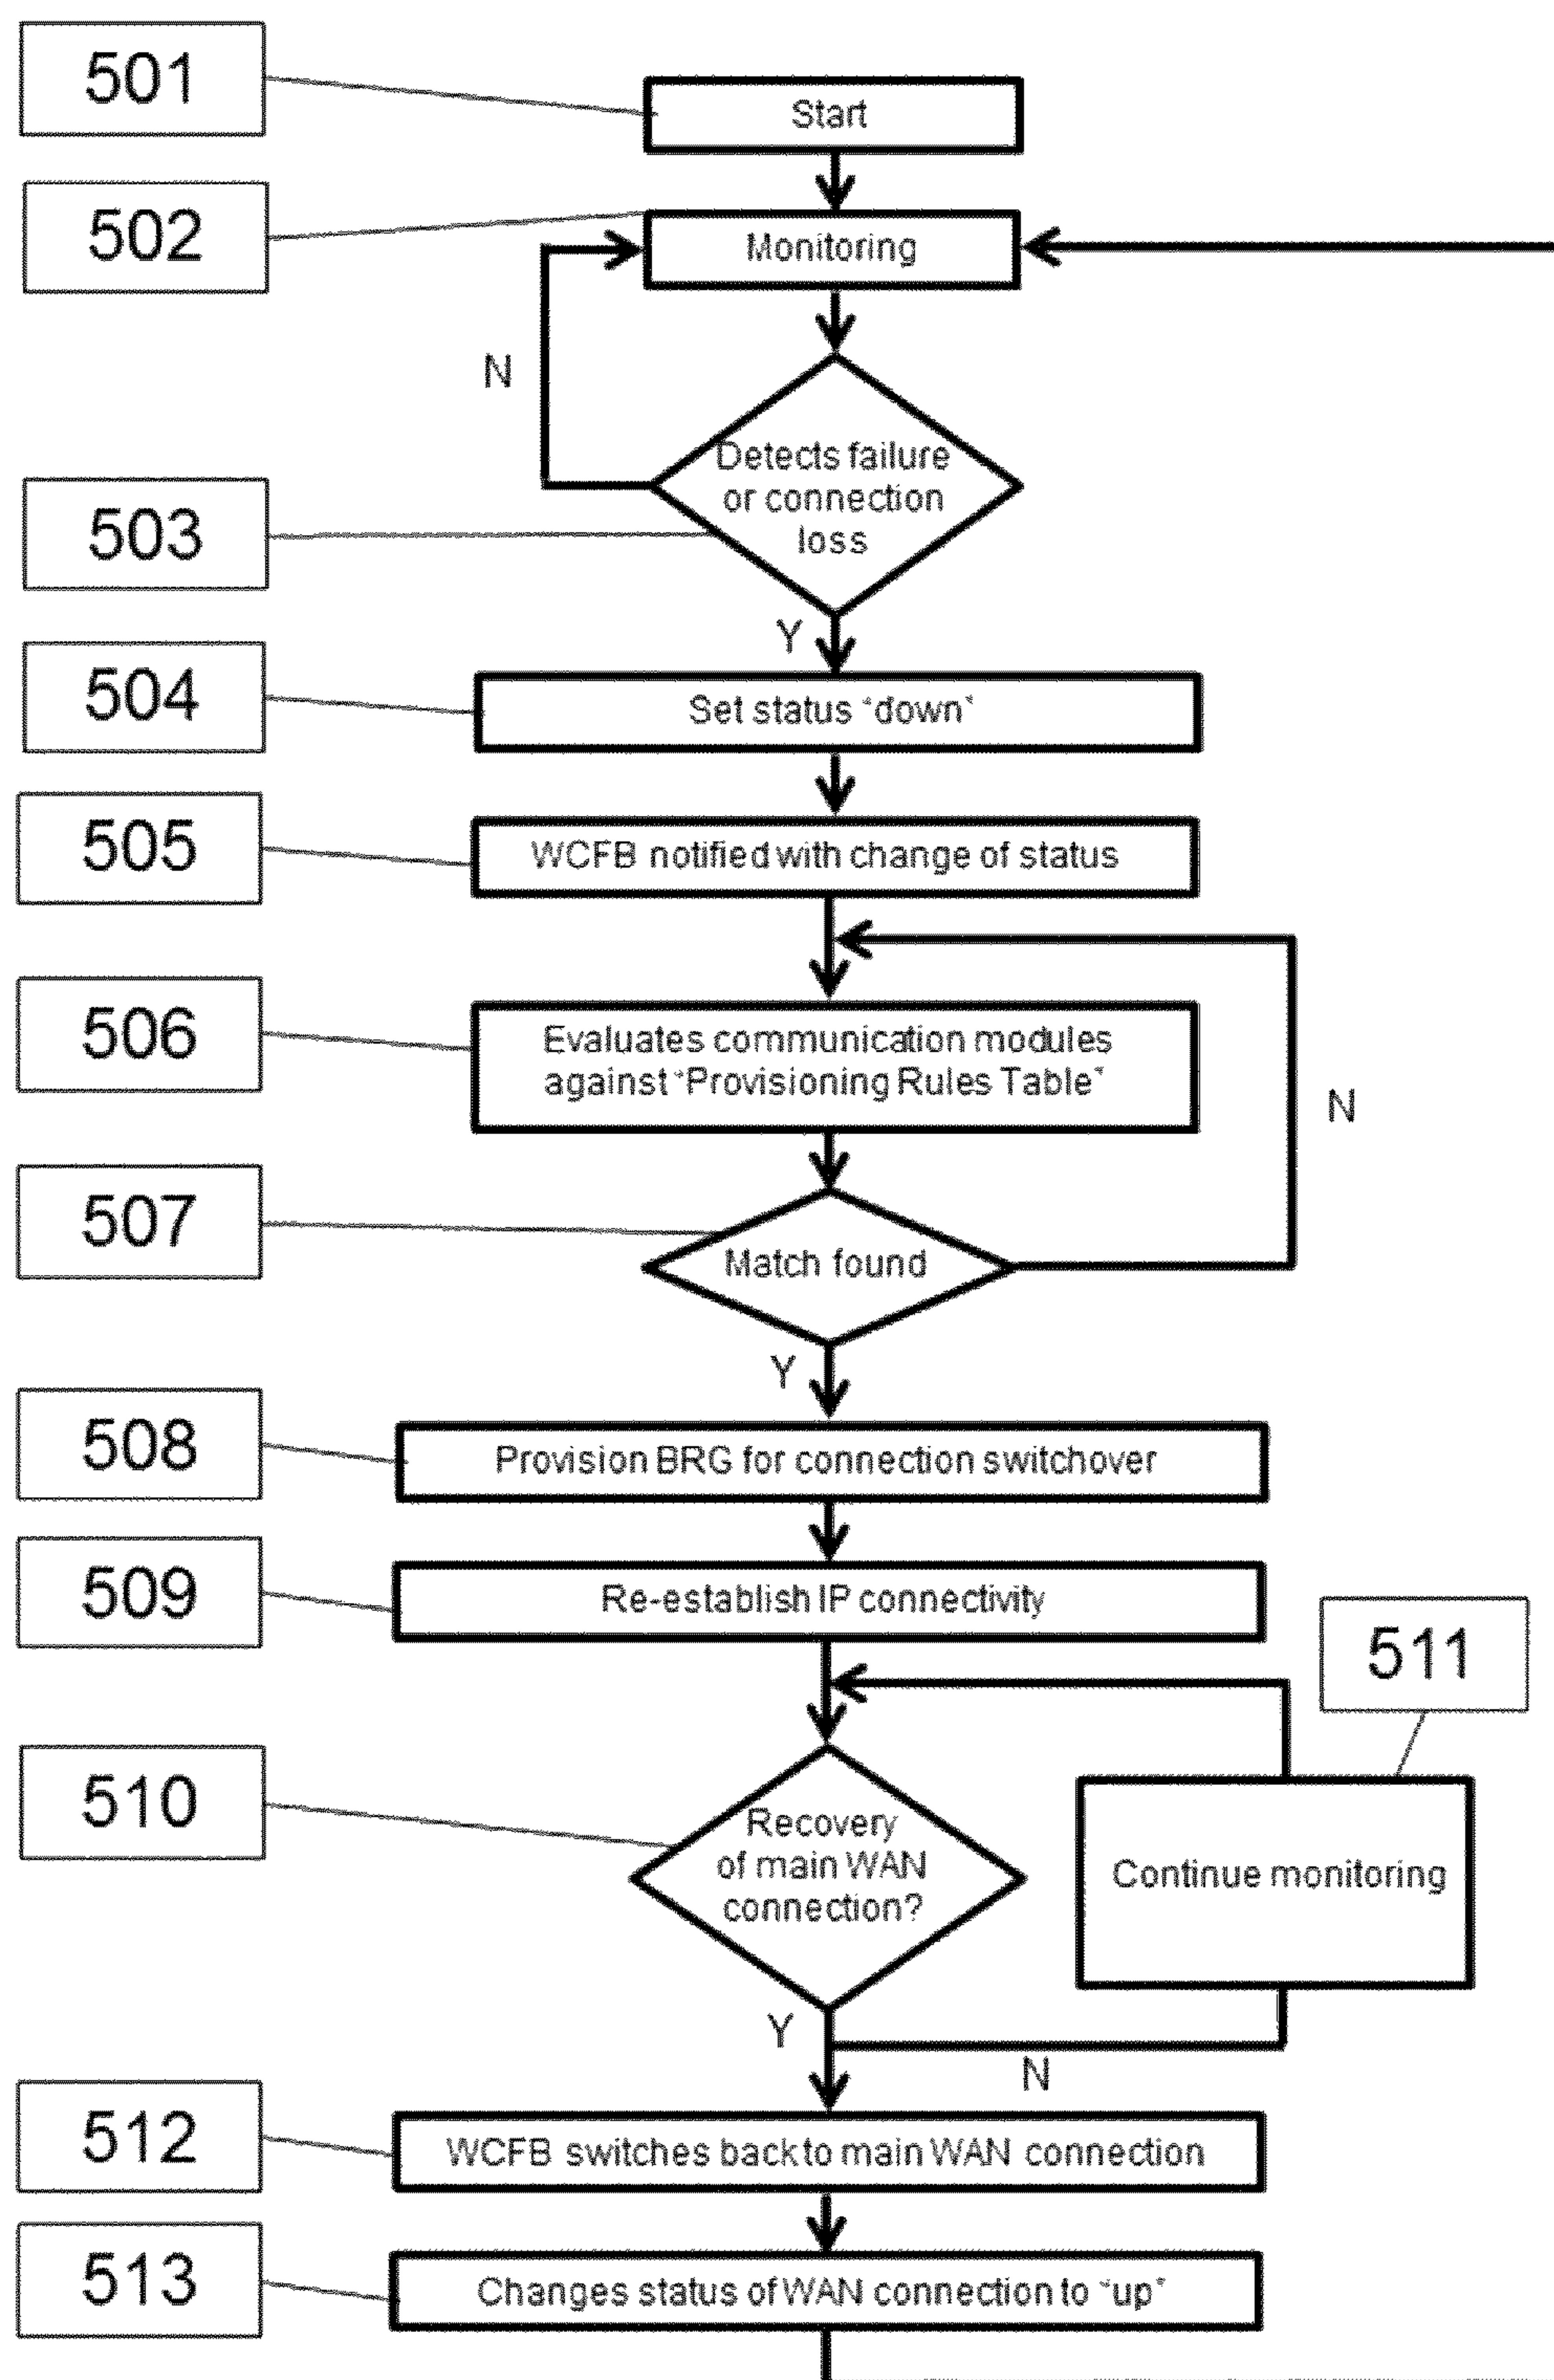 501
Start
502
Monitoring
N
503
Detects failure
or connection
loss
Y
504
Set status "down"
505
WCFB notified with change of status
506
Evaluates communication modules
against "Provisioning Rules Table"
N
507
Match found
Y
508
Provision BRG for connection switchover
509
Re-establish IP connectivity
511
510
Recovery
of main WAN
connection?
Continue monitoring
Y
N
512
WCFB switches back to main WAN connection
513
Changes status of WAN connection to "up"